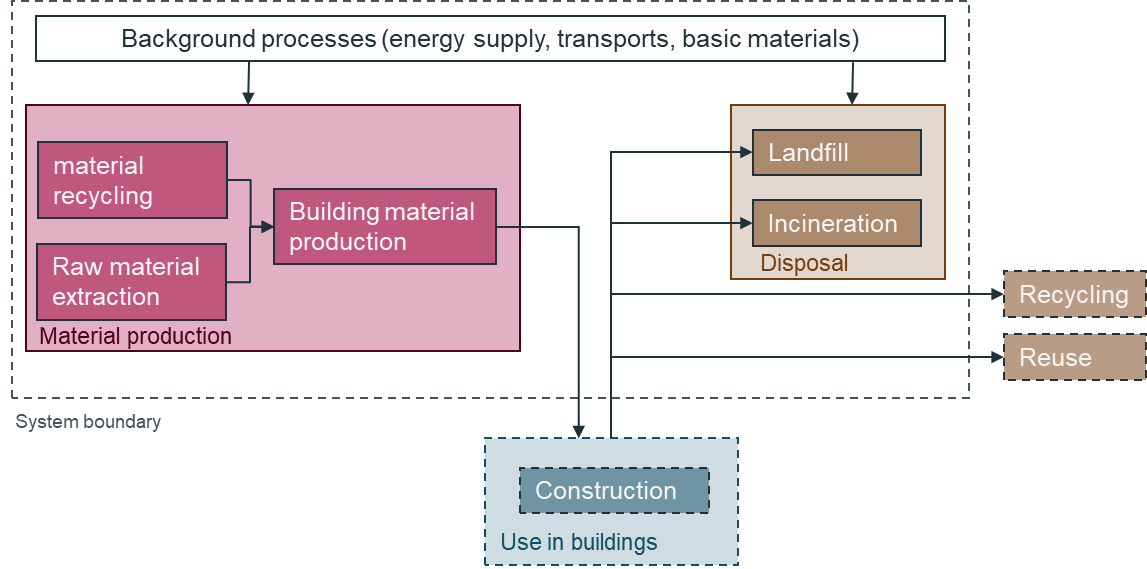 Background processes (energy supply, transports, basic materials)
material
recycling
Raw material
extraction
Building material
production
Material production
Landfill
Incineration
Disposal
Recycling
Reuse
System boundary
Construction
Use in buildings